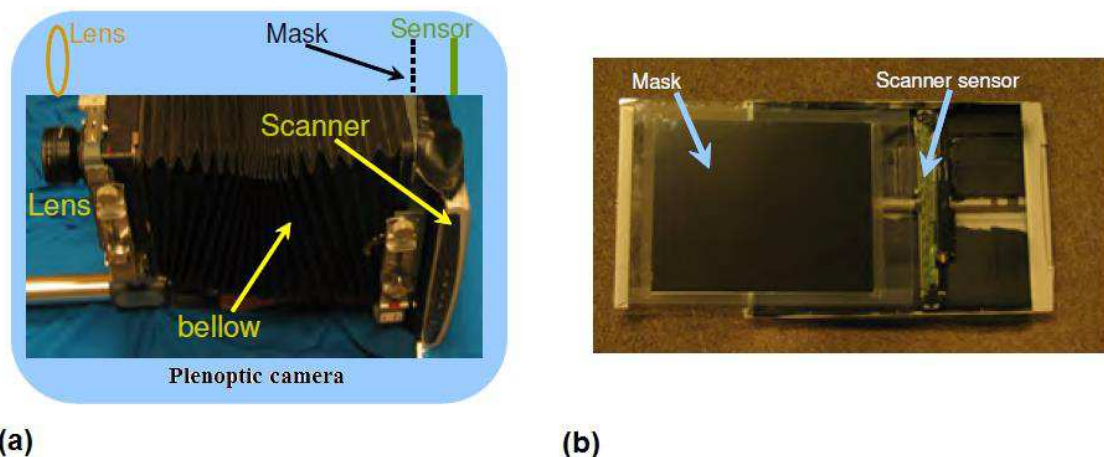 Lens
Mask
Sensor
Scanner
Lens
bellow
Plenoptic camera
(a)
Mask
Scanner sensor
(b)